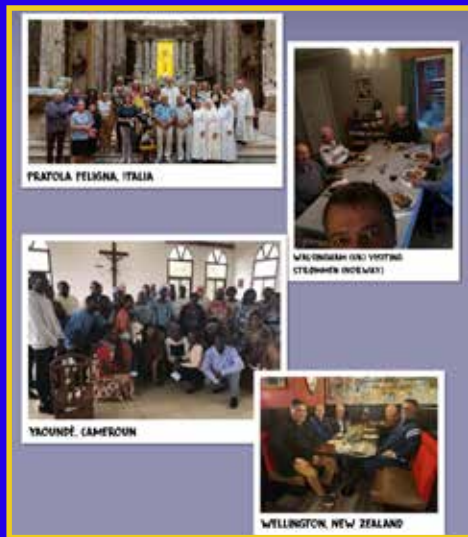 PRATOLA PELIGNA, ITALIA
WALSINGHAM (UK) VISITING
STRØMMEN (NORWAY)
YAOUNDÉ, CAMEROUN
WELLINGTON, NEW ZEALAND